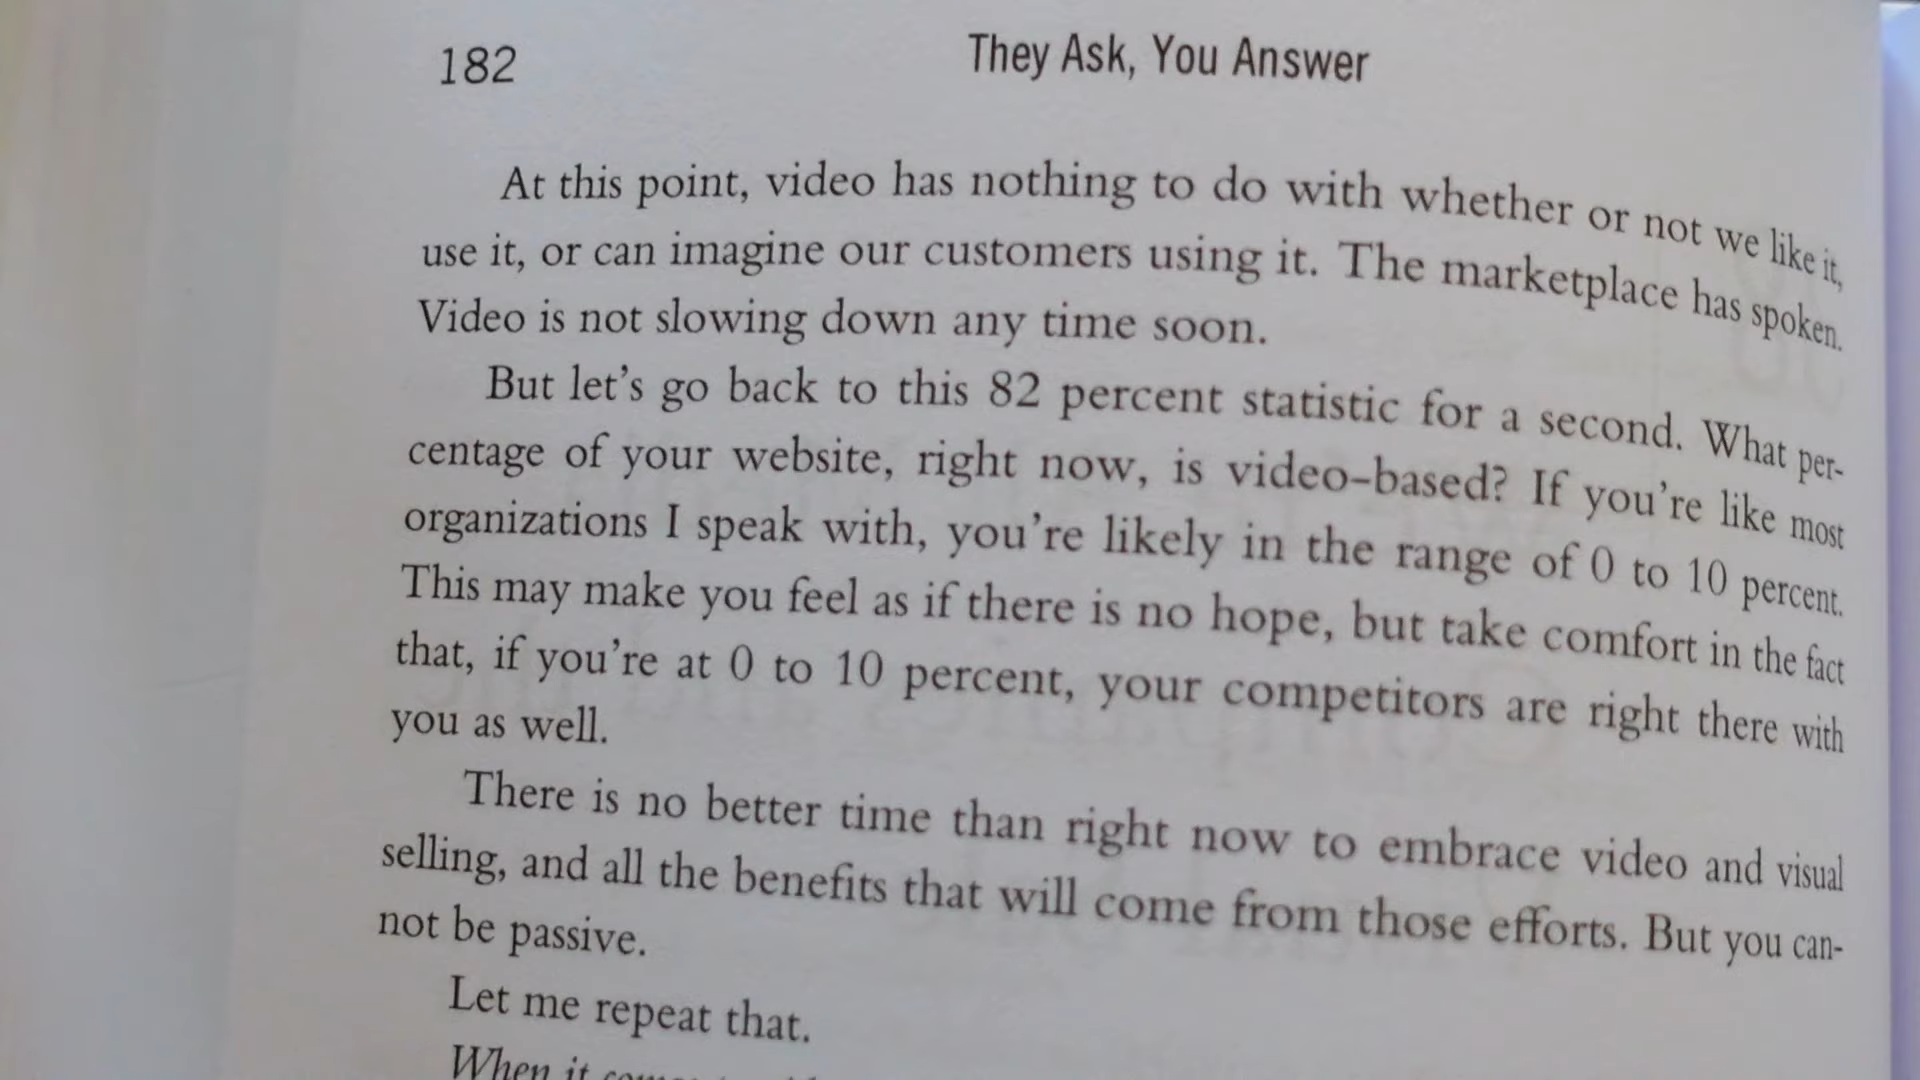 182
They Ask, You Answer
At this point, video has nothing to do with whether or not we like it,
use it, or can imagine our customers using it. The marketplace has spoken.
Video is not slowing down any time soon.
But let's go back to this 82 percent statistic for a second. What per-
centage of your website, right now, is video-based? If you're like most
organizations I speak with, you're likely in the range of 0 to 10 percent.
This may make you feel as if there is no hope, but take comfort in the fact
that, if you're at 0 to 10 percent, your competitors are right there with
you as well.
There is no better time than right now to embrace video and visual
selling, and all the benefits that will come from those efforts. But you can-
not be passive.
Let me repeat that.
When it